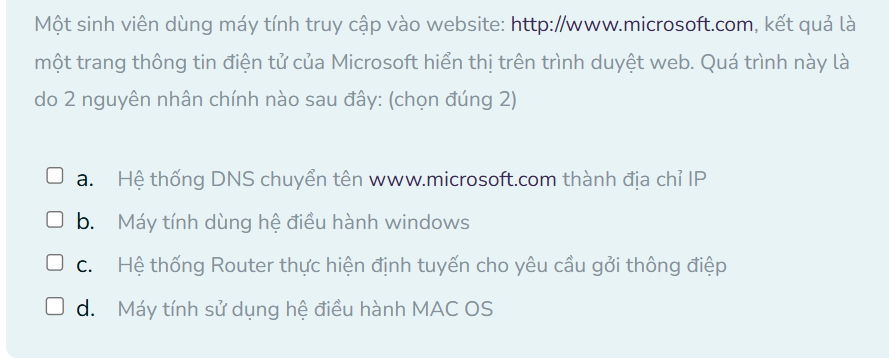 Một sinh viên dùng máy tính truy cập vào website: http://www.microsoft.com, kết quả là
một trang thông tin điện tử của Microsoft hiển thị trên trình duyệt web. Quá trình này là
do 2 nguyên nhân chính nào sau đây: (chọn đúng 2)
a. Hệ thống DNS chuyển tên www.microsoft.com thành địa chỉ IP
b. Máy tính dùng hệ điều hành windows
c. Hệ thống Router thực hiện định tuyến cho yêu cầu gởi thông điệp
d. Máy tính sử dụng hệ điều hành MAC OS